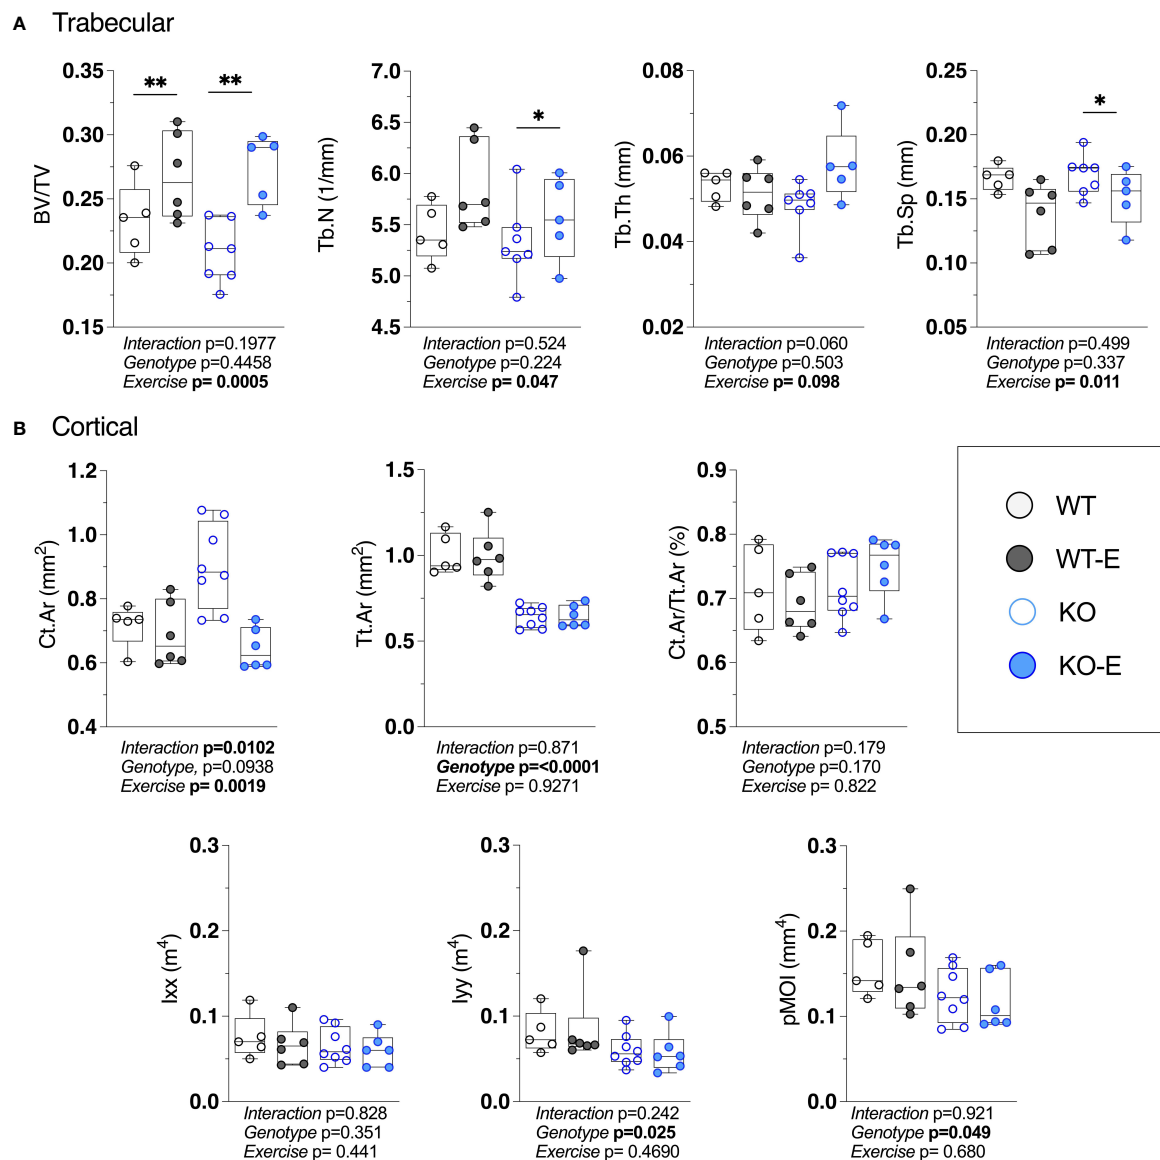 A Trabecular
BV/TV
0.35
0.30
0.25
0.20
0.15
** **
Interaction p=0.1977
Genotype p=0.4458
Exercise p= 0.0005
Tb.N (1/mm)
7.0
6.5
6.0
5.5
5.0
4.5
*
Interaction p=0.524
Genotype p=0.224
Exercise p= 0.047
Tb.Th (mm)
0.08
0.06
0.04
0.02
Interaction p=0.060
Genotype p=0.503
Exercise p= 0.098
Tb.Sp (mm)
0.25
0.20
0.15
0.10
0.05
*
Interaction p=0.499
Genotype p=0.337
Exercise p= 0.011
B Cortical
Ct.Ar (mm²)
1.2
1.0
0.8
0.6
0.4
Interaction p=0.0102
Genotype, p=0.0938
Exercise p= 0.0019
Tt.Ar (mm²)
1.5
1.0
0.5
0.0
Interaction p=0.871
Genotype p=<0.0001
Exercise p= 0.9271
Ct.Ar/Tt.Ar (%)
0.9
0.8
0.7
0.6
0.5
Interaction p=0.179
Genotype p=0.170
Exercise p= 0.822
WT
WT-E
KO
KO-E
Ixx (m⁴)
0.3
0.2
0.1
0.0
Interaction p=0.828
Genotype p=0.351
Exercise p= 0.441
Iyy (m⁴)
0.3
0.2
0.1
0.0
Interaction p=0.242
Genotype p=0.025
Exercise p= 0.4690
pMOI (mm⁴)
0.3
0.2
0.1
0.0
Interaction p=0.921
Genotype p=0.049
Exercise p= 0.680